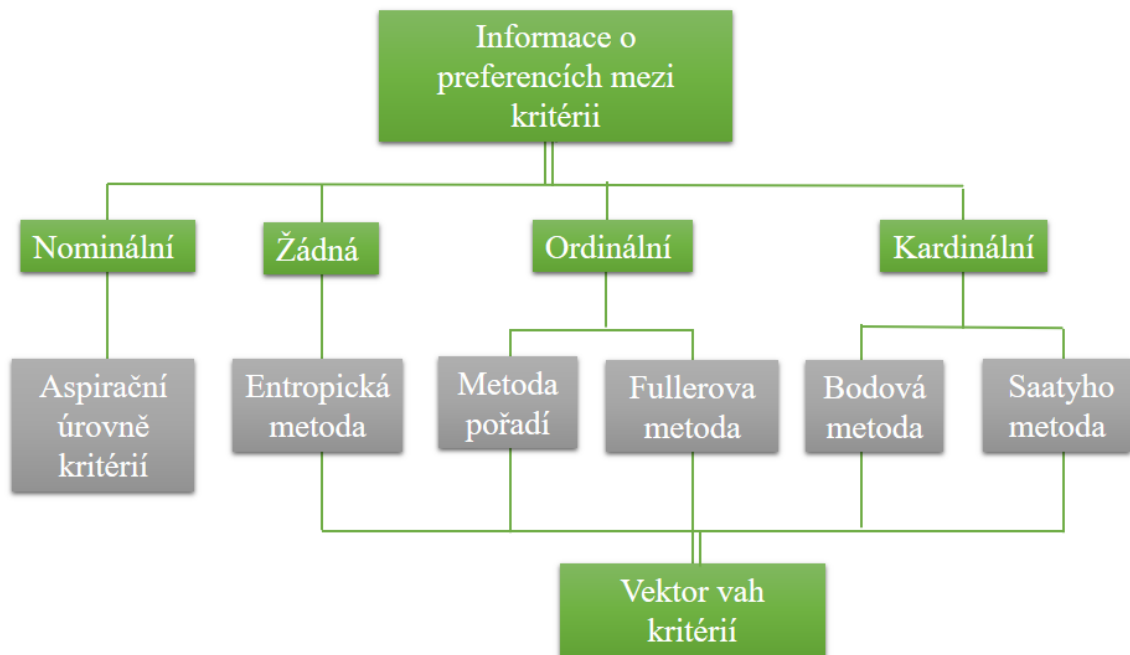 Informace o
preferencích mezi
kritérii
Nominální
Žádná
Ordinální
Kardinální
Aspirační
úrovně
kritérií
Entropická
metoda
Metoda
pořadí
Fullerova
metoda
Bodová
metoda
Saatyho
metoda
Vektor vah
kritérií